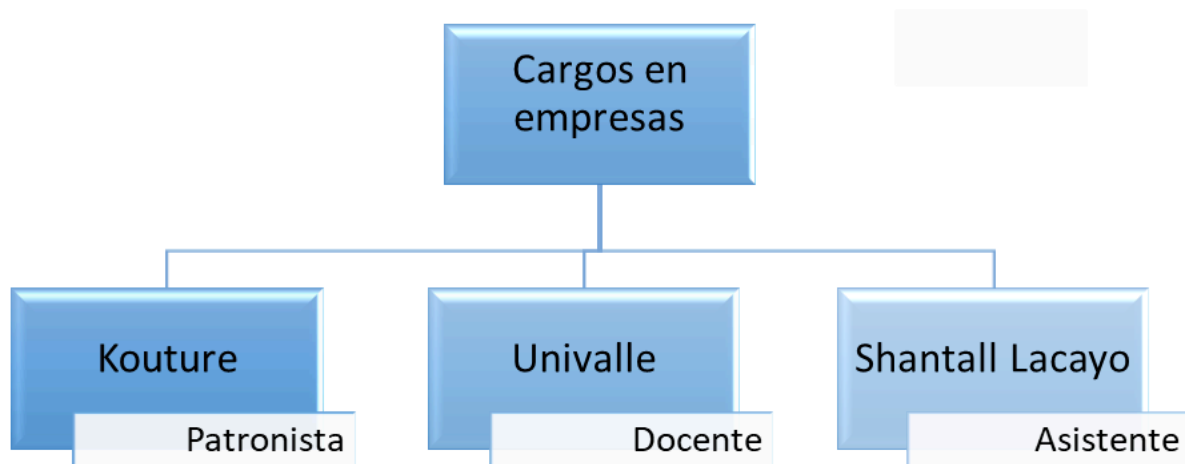 Cargos en
empresas
Kouture
Univalle
Shantall Lacayo
Patronista
Docente
Asistente